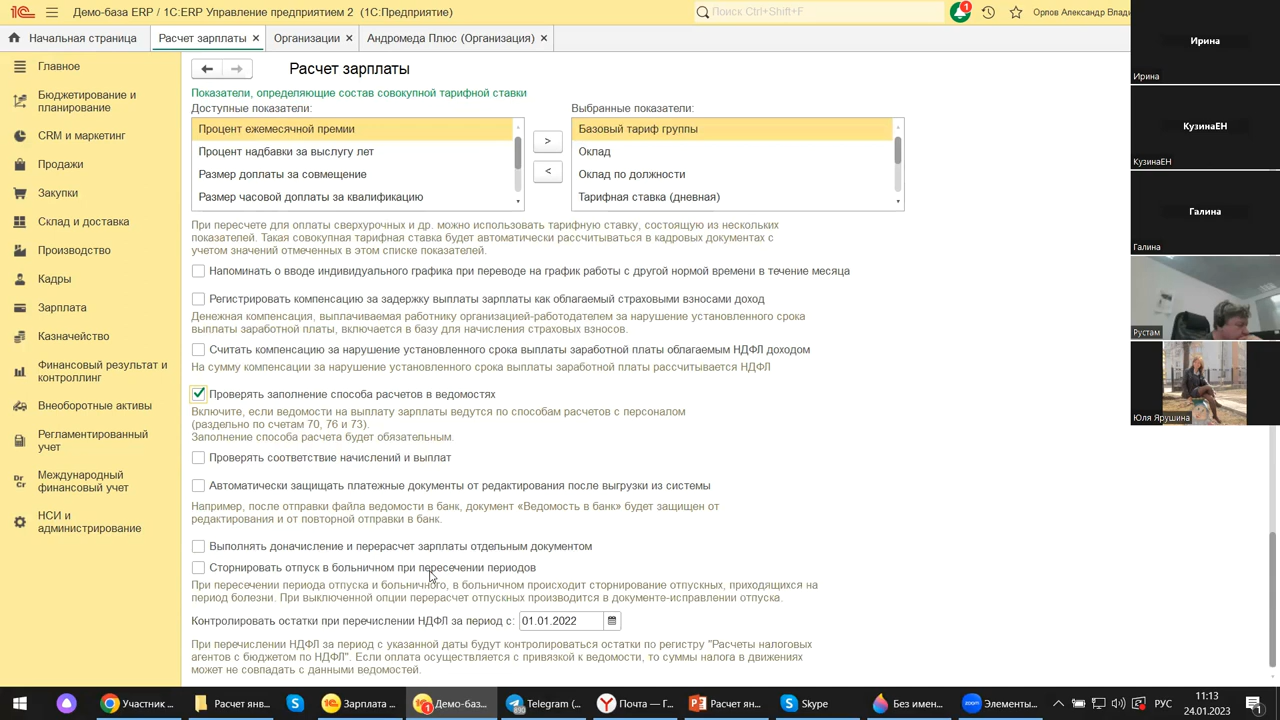 Демо-база ERP / 1С:ERP Управление предприятием 2 (1С:Предприятие)
Поиск Ctrl+Shift+F
1
Орлов Александр Влади
Начальная страница
Расчет зарплаты ×
Организации ×
Андромеда Плюс (Организация) ×
Главное
Бюджетирование и
планирование
CRM и маркетинг
Продажи
Закупки
Склад и доставка
Производство
Кадры
Зарплата
Казначейство
Финансовый результат и
контроллинг
Внеоборотные активы
Регламентированный
учет
Международный
финансовый учет
НСИ и
администрирование
Расчет зарплаты
Показатели, определяющие состав совокупной тарифной ставки
Доступные показатели:
Выбранные показатели:
Процент ежемесячной премии
Процент надбавки за выслугу лет
Размер доплаты за совмещение
Размер часовой доплаты за квалификацию
>
<
Базовый тариф группы
Оклад
Оклад по должности
Тарифная ставка (дневная)
При пересчете для оплаты сверхурочных и др. можно использовать тарифную ставку, состоящую из нескольких
показателей. Такая совокупная тарифная ставка будет автоматически рассчитываться в кадровых документах с
учетом значений отмеченных в этом списке показателей.
Напоминать о вводе индивидуального графика при переводе на график работы с другой нормой времени в течение месяца
Регистрировать компенсацию за задержку выплаты зарплаты как облагаемый страховыми взносами доход
Денежная компенсация, выплачиваемая работнику организацией-работодателем за нарушение установленного срока
выплаты заработной платы, включается в базу для начисления страховых взносов.
Считать компенсацию за нарушение установленного срока выплаты заработной платы облагаемым НДФЛ доходом
На сумму компенсации за нарушение установленного срока выплаты заработной платы рассчитывается НДФЛ
Проверять заполнение способа расчетов в ведомостях
Включите, если ведомости на выплату зарплаты ведутся по способам расчетов с персоналом
(раздельно по счетам 70, 76 и 73).
Заполнение способа расчета будет обязательным.
Проверять соответствие начислений и выплат
Автоматически защищать платежные документы от редактирования после выгрузки из системы
Например, после отправки файла ведомости в банк, документ «Ведомость в банк» будет защищен от
редактирования и от повторной отправки в банк.
Выполнять доначисление и перерасчет зарплаты отдельным документом
Сторнировать отпуск в больничном при пересечении периодов
При пересечении периода отпуска и больничного, в больничном происходит сторнирование отпускных, приходящихся на
период болезни. При выключенной опции перерасчет отпускных производится в документе-исправлении отпуска.
Контролировать остатки при перечислении НДФЛ за период с: 01.01.2022
При перечислении НДФЛ за период с указанной даты будут контролироваться остатки по регистру "Расчеты налоговых
агентов с бюджетом по НДФЛ". Если оплата осуществляется с привязкой к ведомости, то суммы налога в движениях
может не совпадать с данными ведомостей.
Ирина
Ирина
КузинаЕН
КузинаЕН
Галина
Галина
Рустам
Юля Ярушина
Участник ...
Расчет янв...
Зарплата ...
Демо-баз...
Telegram (...
Почта — Г...
Расчет ян...
Skype
Без имен...
Элементы...
РУС
11:13
24.01.2023
1